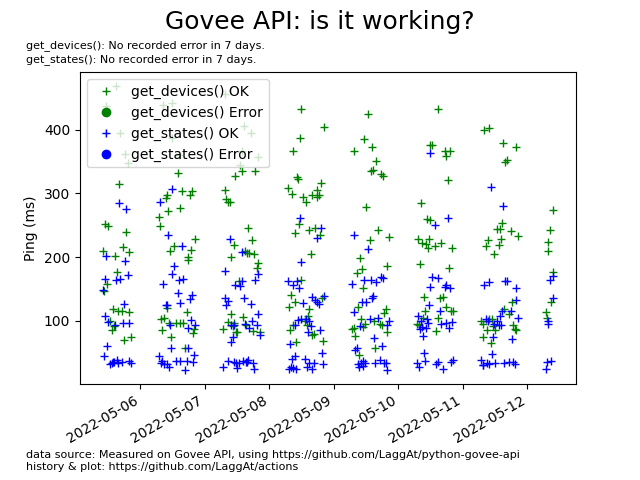 Govee API: is it working?
get_devices(): No recorded error in 7 days.
get_states(): No recorded error in 7 days.
get_devices() OK
get_devices() Error
get_states() OK
get_states() Error
400
300
200
100
Ping (ms)
2022-05-06
2022-05-07
2022-05-08
2022-05-09
2022-05-10
2022-05-11
2022-05-12
data source: Measured on Govee API, using https://github.com/LaggAt/python-govee-api
history & plot: https://github.com/LaggAt/actions